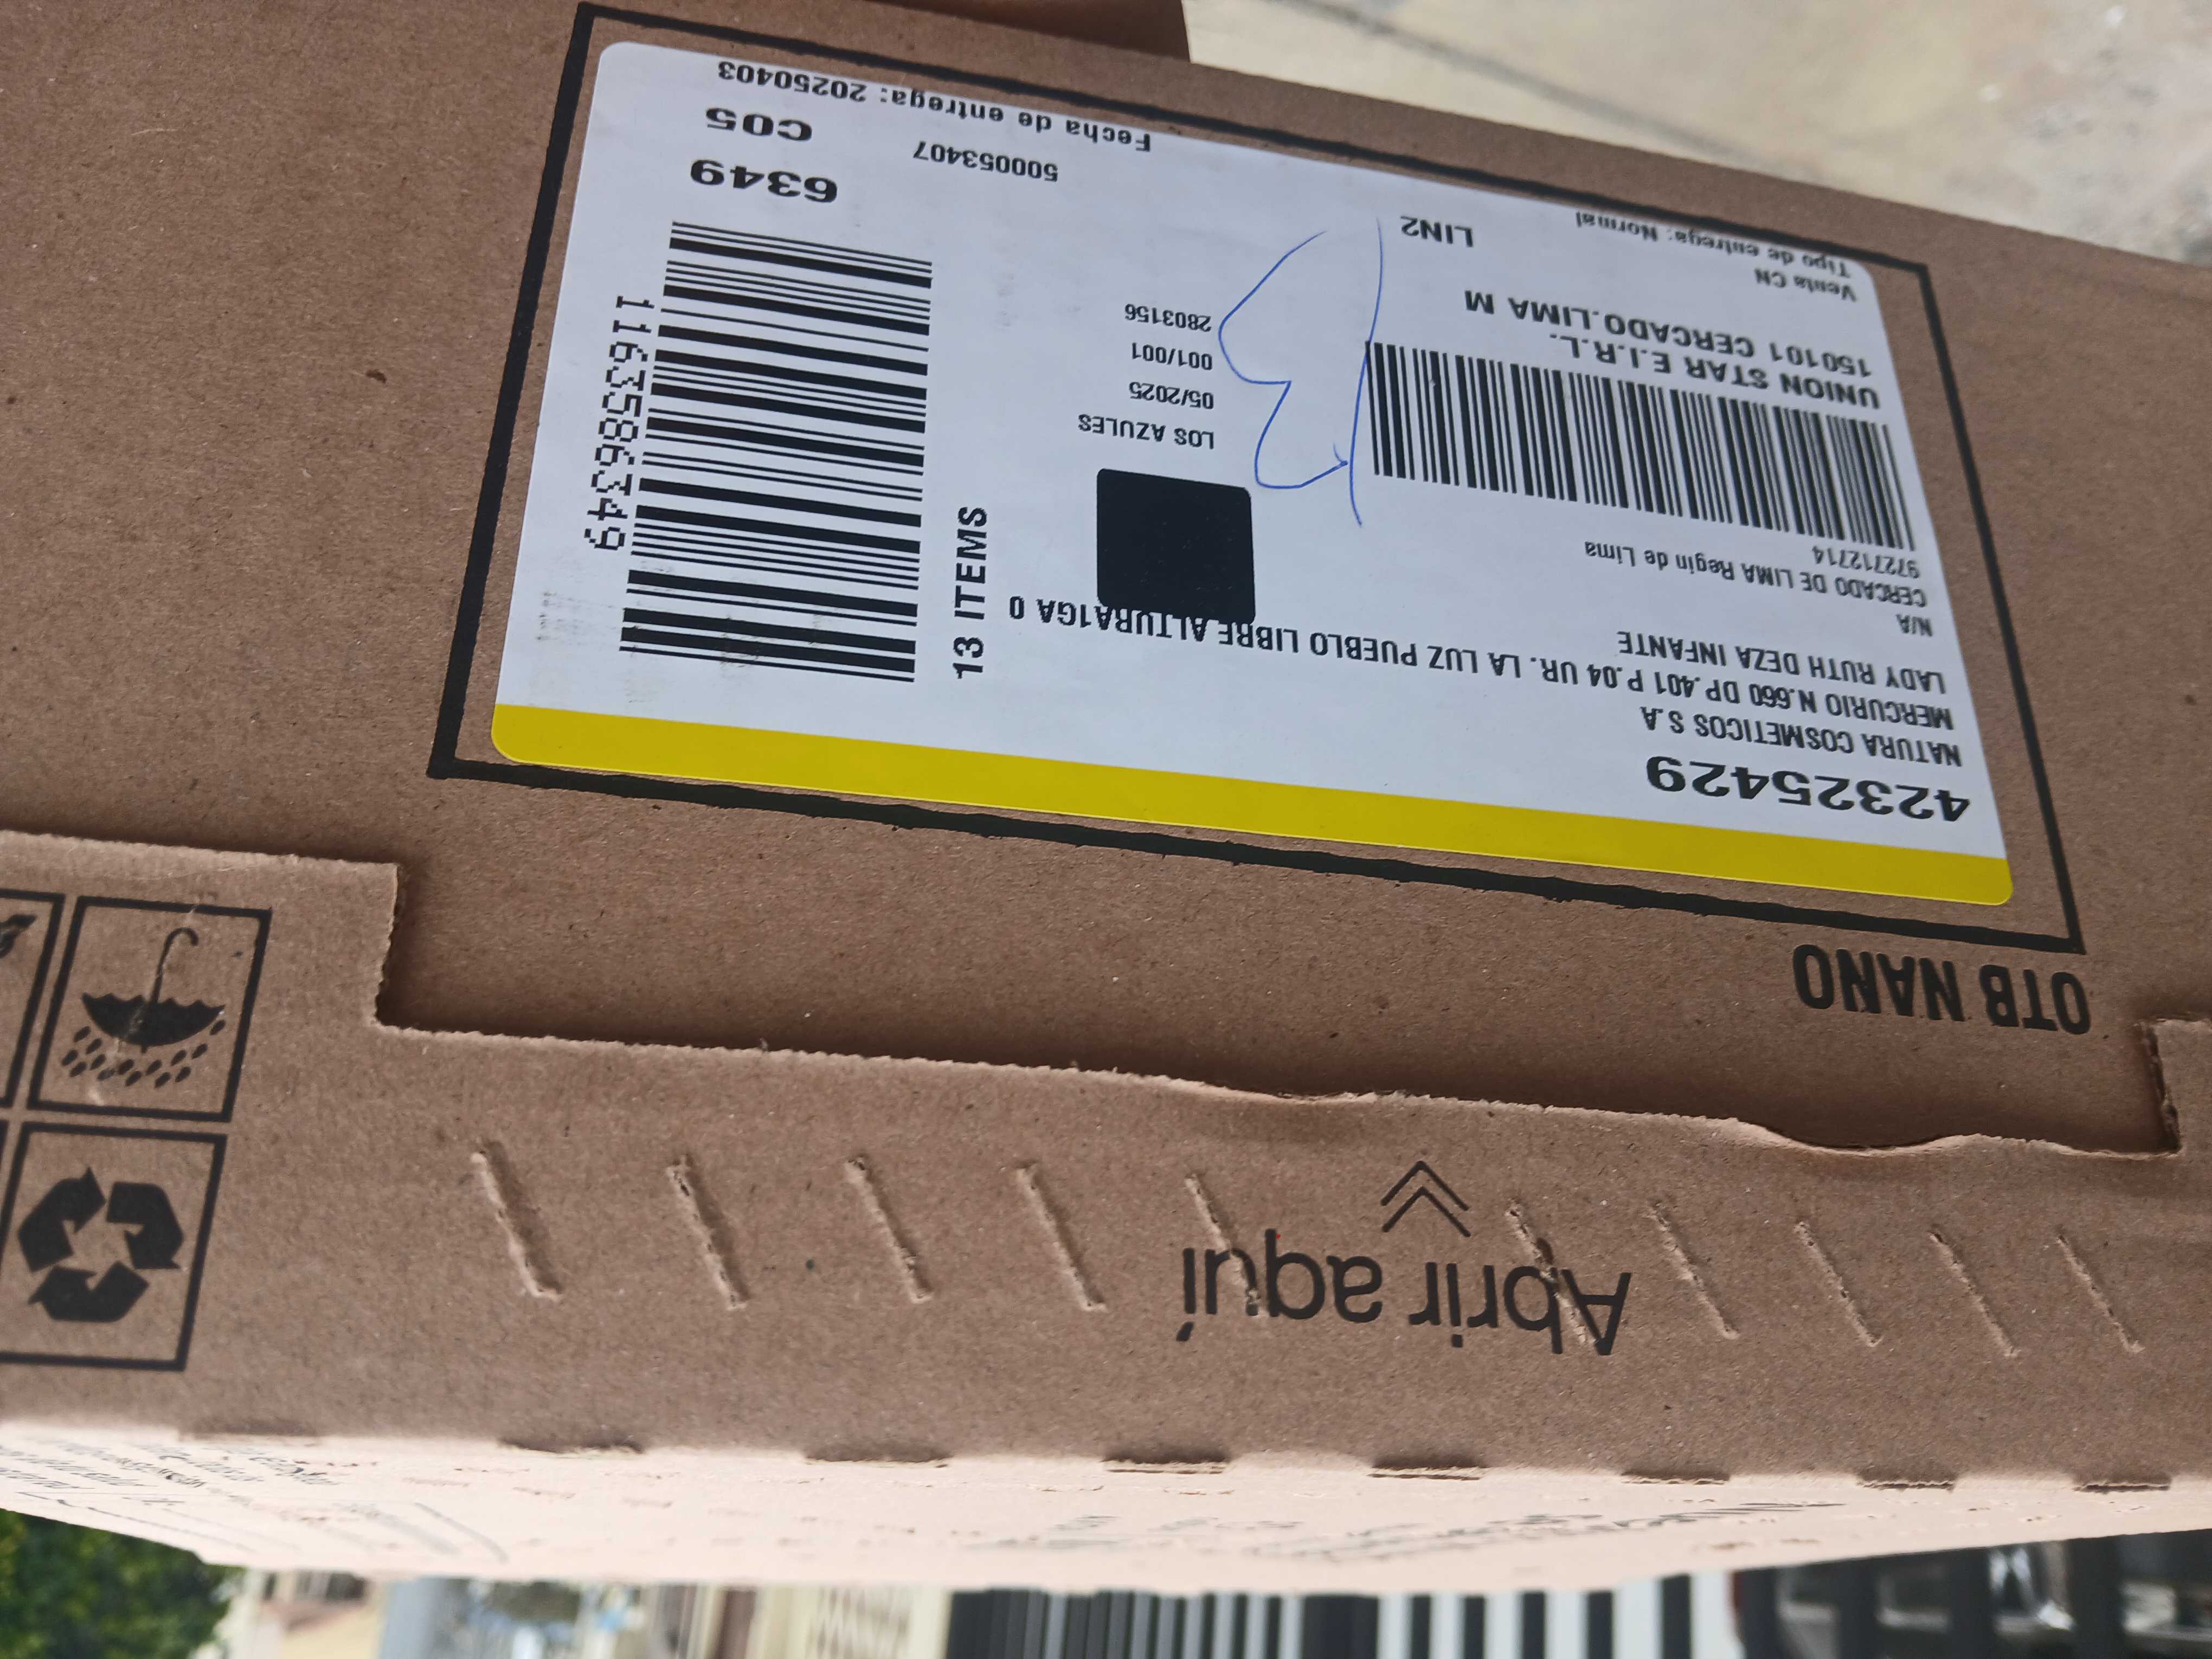 Abrir aquí
OTB NANO
42325429
NATURA COSMETICOS S.A
MERCURIO N.660 DP.401 P.04 UR. LA LUZ PUEBLO LIBRE ALTURA1GA 0
LADY RUTH DEZA INFANTE
N/A
CERCADO DE LIMA Regin de Lima
972712714
UNION STAR E.I.R.L.
150101 CERCADO.LIMA M
Venta CN
Tipo de entrega: Normal
LIN2
LOS AZULES
05/2025
001/001
2803156
13 ITEMS
1163586349
6349
C05
500053407
Fecha de entrega: 20250403